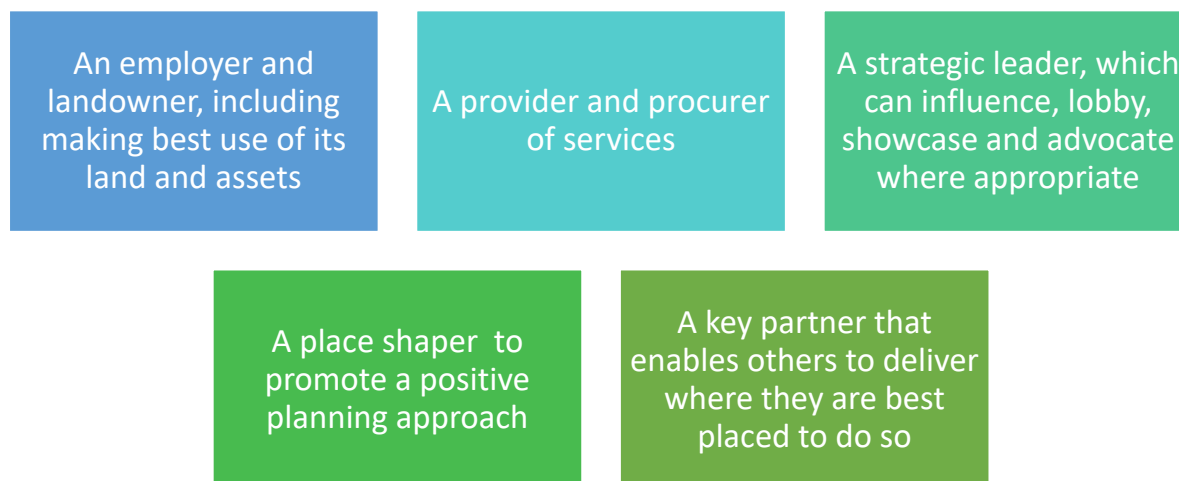 An employer and
landowner, including
making best use of its
land and assets
A provider and procurer
of services
A strategic leader, which
can influence, lobby,
showcase and advocate
where appropriate
A place shaper  to
promote a positive
planning approach
A key partner that
enables others to deliver
where they are best
placed to do so